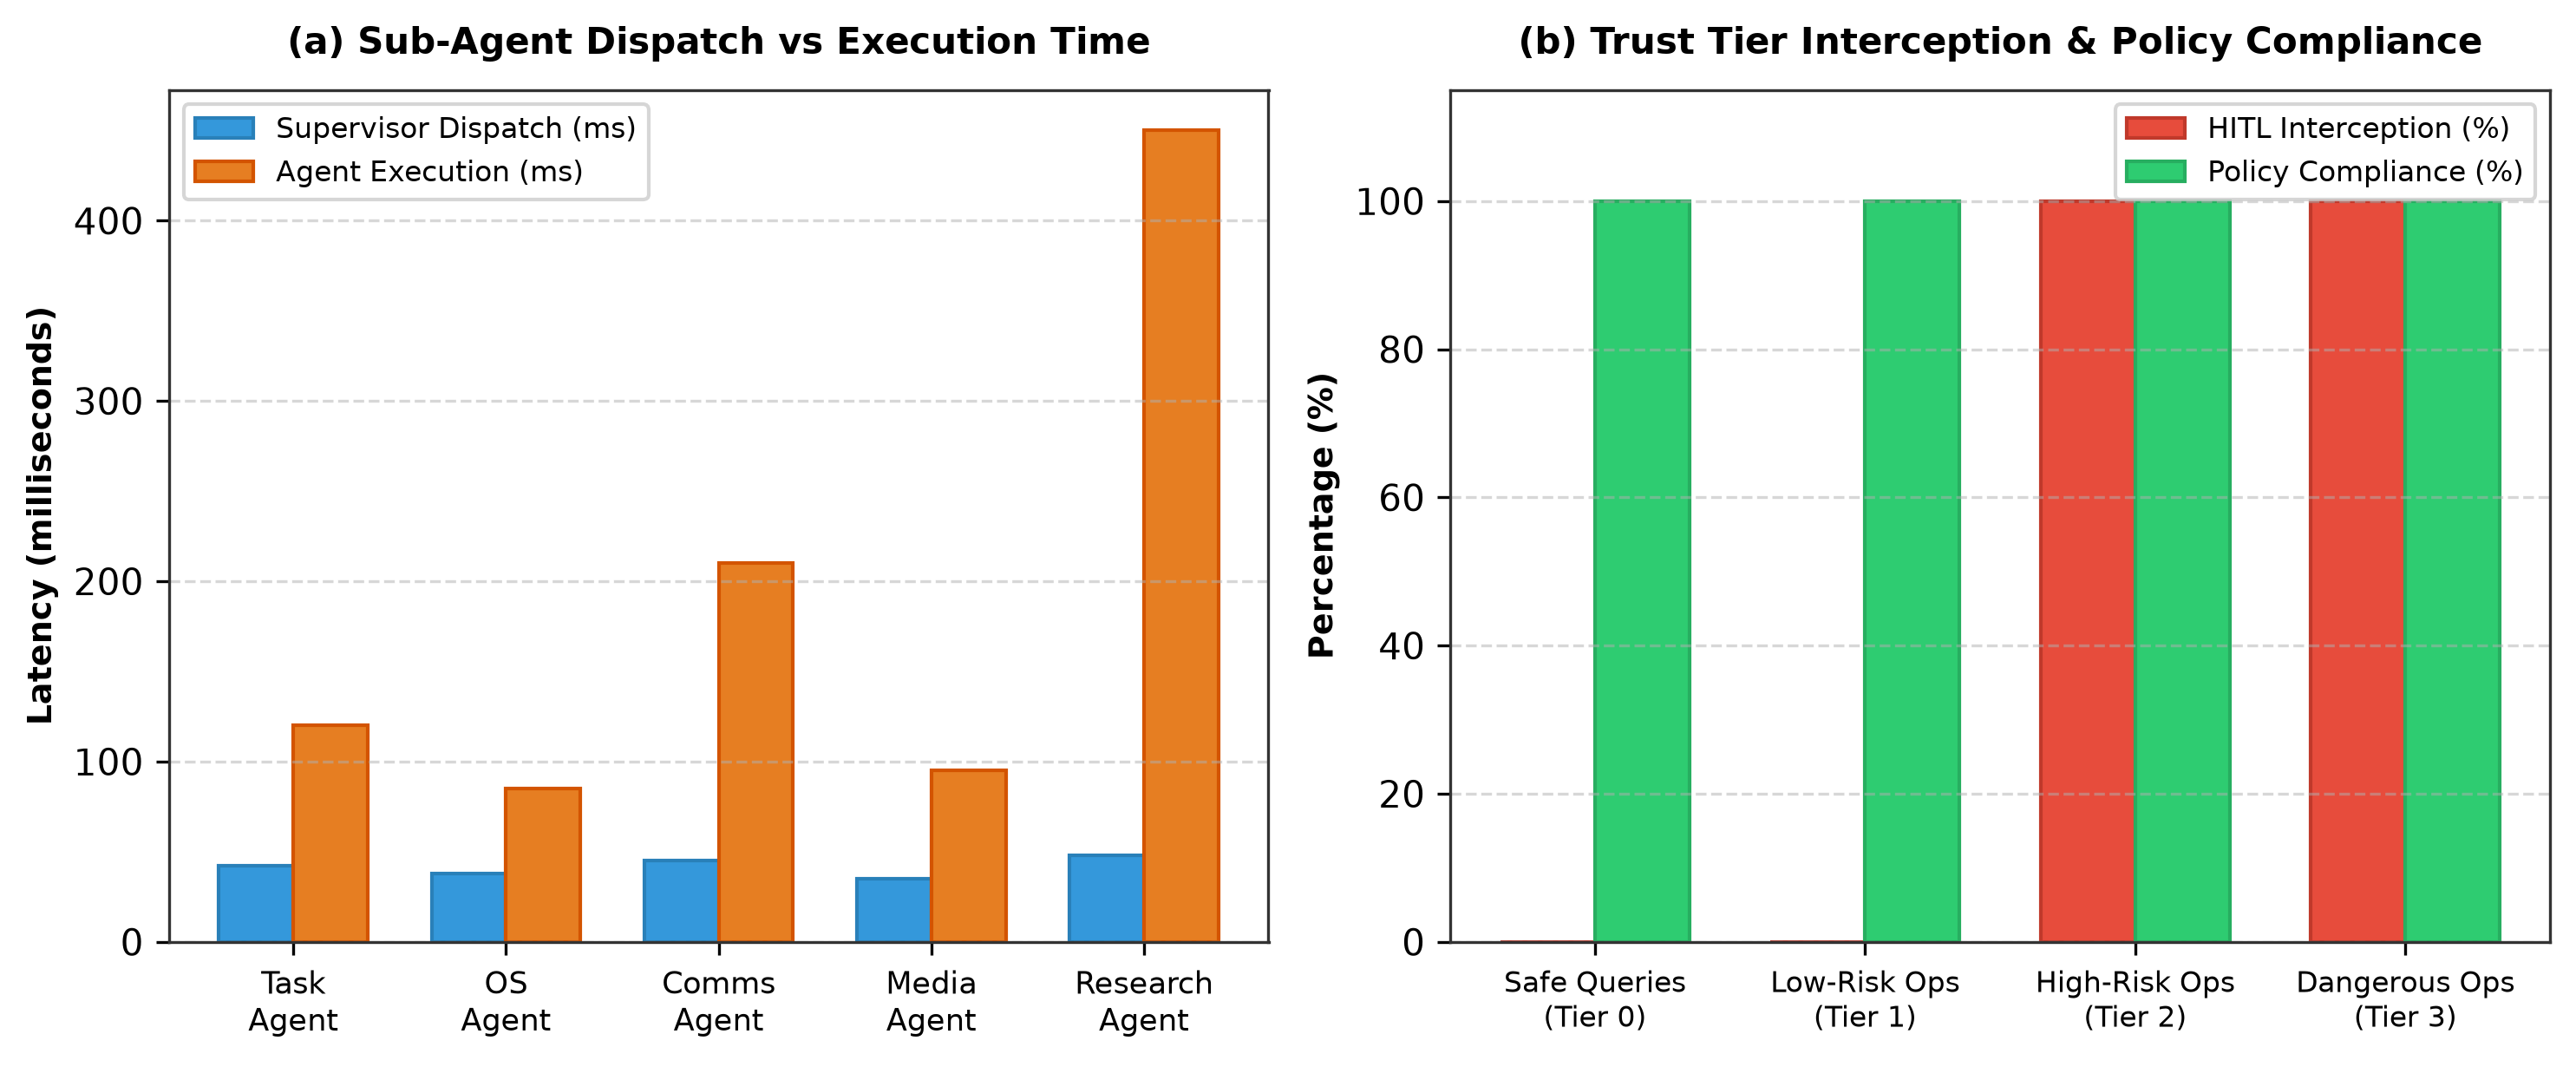 (a) Sub-Agent Dispatch vs Execution Time
Supervisor Dispatch (ms)
Agent Execution (ms)
Latency (milliseconds)
400
300
200
100
0
Task
Agent
OS
Agent
Comms
Agent
Media
Agent
Research
Agent
(b) Trust Tier Interception & Policy Compliance
HITL Interception (%)
Policy Compliance (%)
Percentage (%)
100
80
60
40
20
0
Safe Queries
(Tier 0)
Low-Risk Ops
(Tier 1)
High-Risk Ops
(Tier 2)
Dangerous Ops
(Tier 3)